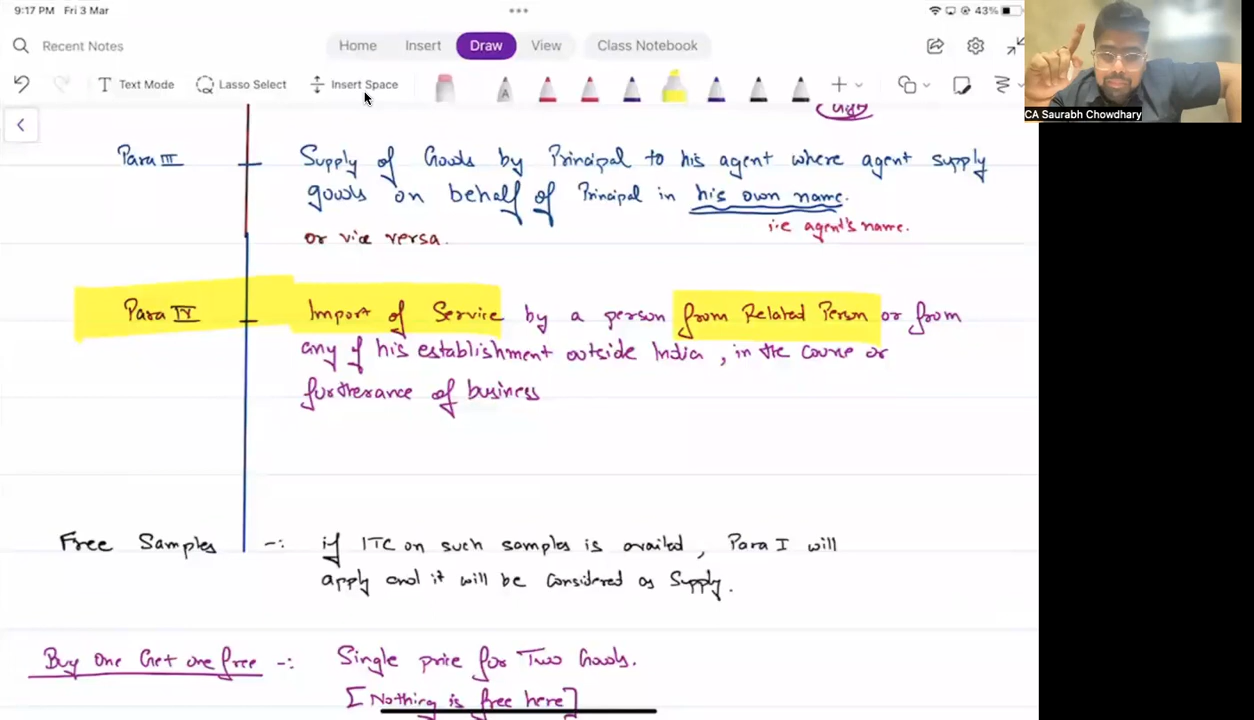 9:17 PM Fri 3 Mar
43%
Recent Notes
Home Insert Draw View Class Notebook
Text Mode Lasso Select Insert Space
CA Saurabh Chowdhary
Para III Supply of Goods by Principal to his agent where agent supply
goods on behalf of Principal in his own name.
i.e agent's name.
or vice versa.
Para IV Import of Service by a person from Related Person or from
any of his establishment outside India, in the course or
furtherance of business
Free Samples -: if ITC on such samples is availed, Para I will
apply and it will be considered as Supply.
Buy One Get one free -: Single price for Two Goods.
[Nothing is free here]